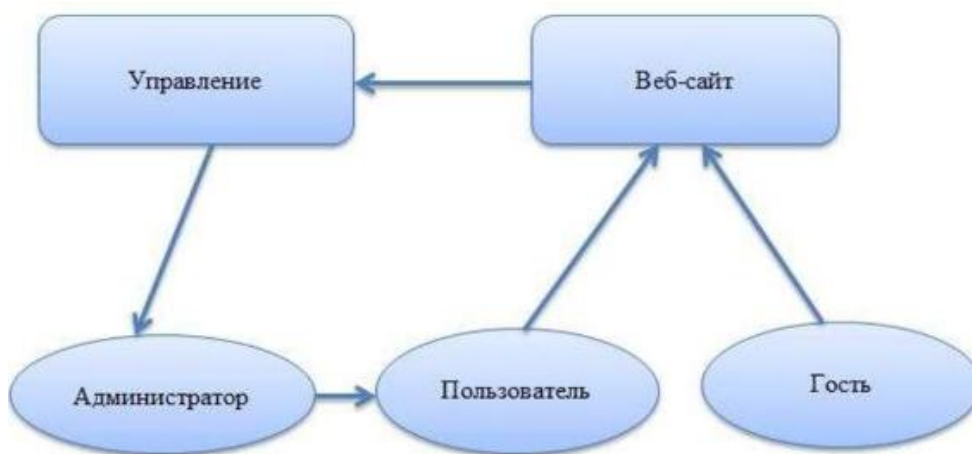 Управление
Веб-сайт
Администратор
Пользователь
Гость